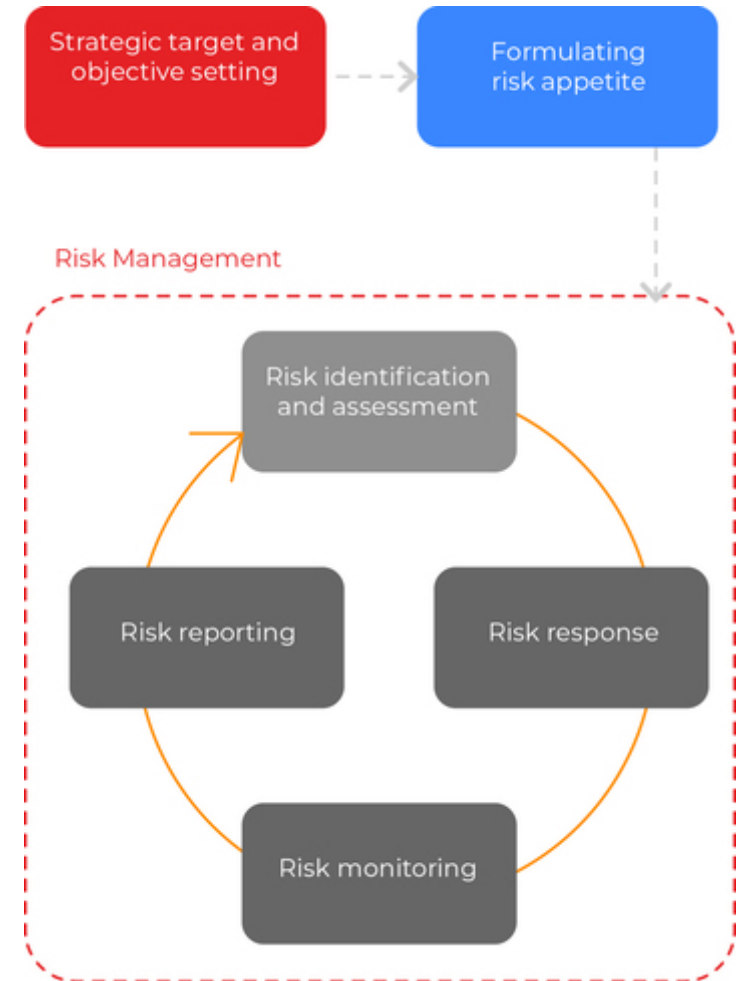 Strategic target and
objective setting
Formulating
risk appetite
Risk Management
Risk identification
and assessment
Risk reporting
Risk response
Risk monitoring